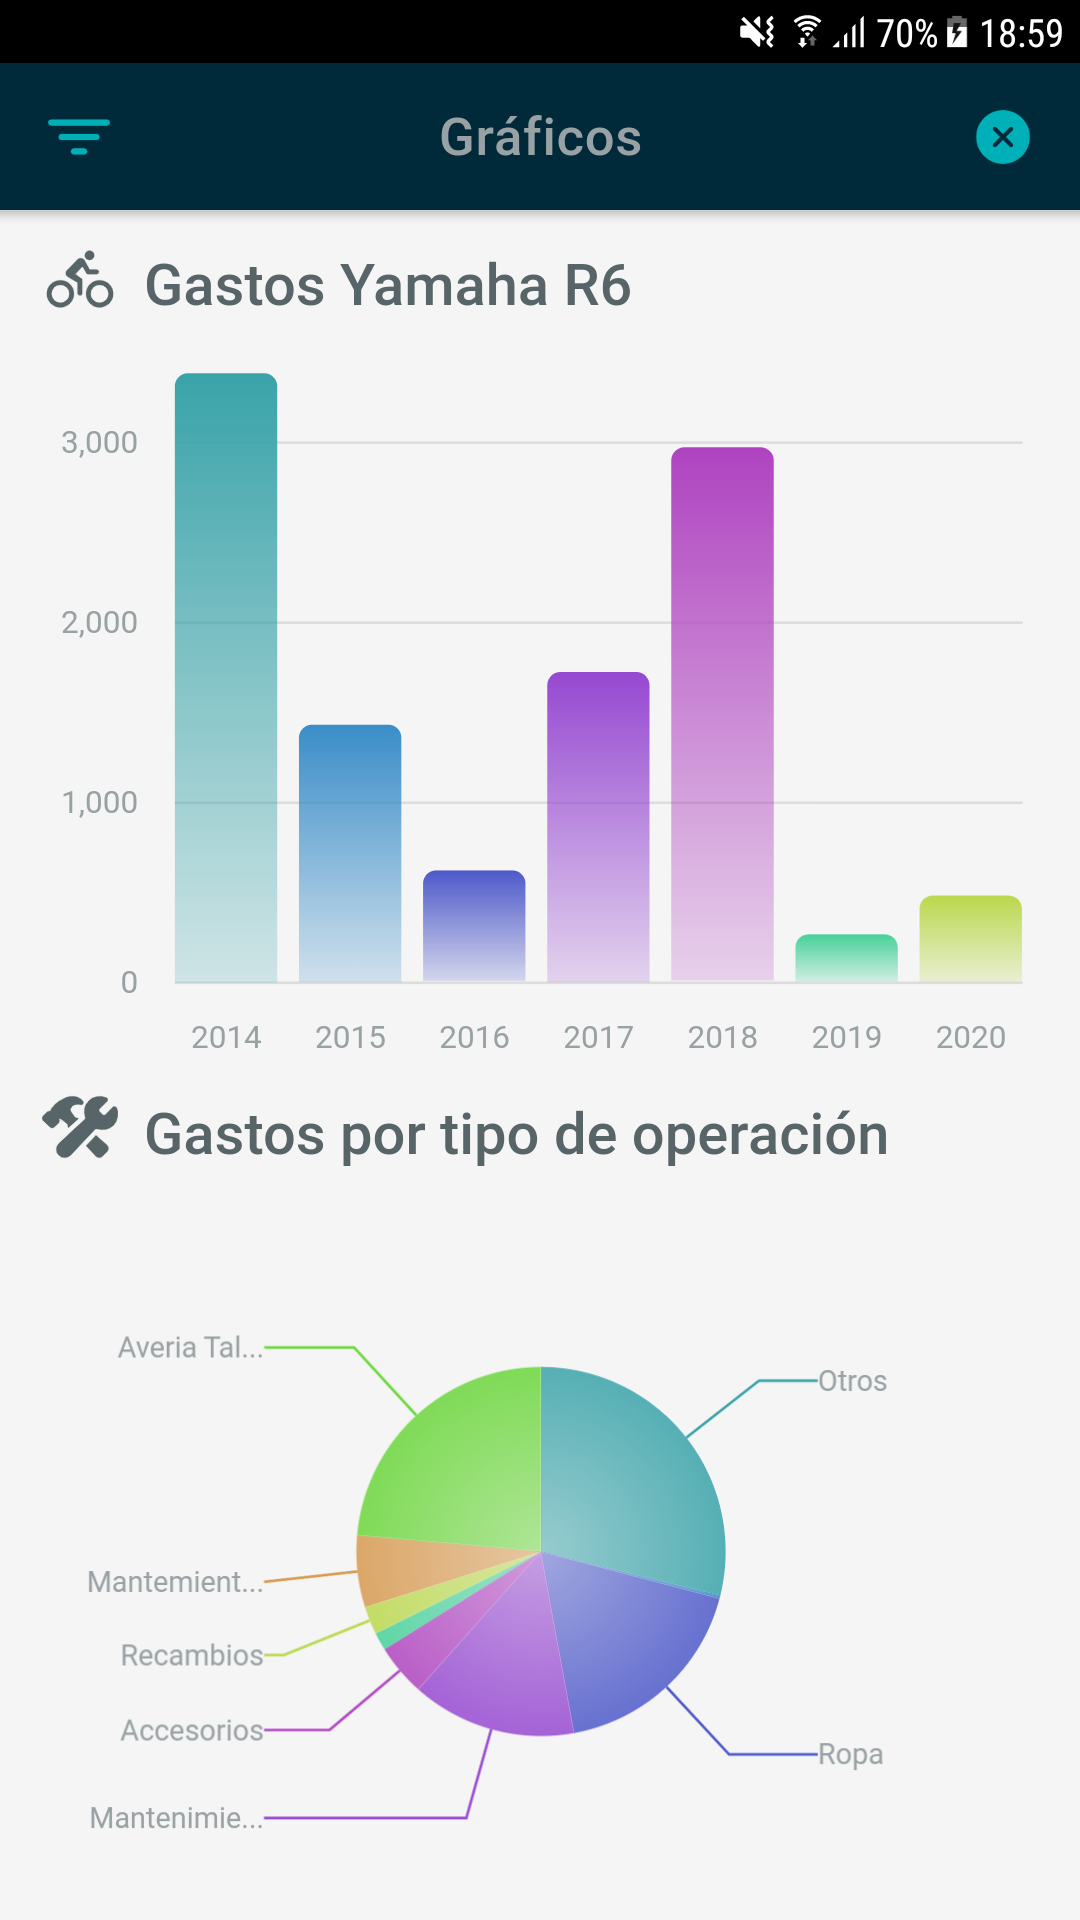 70% 18:59
Gráficos
Gastos Yamaha R6
3,000
2,000
1,000
0
2014 2015 2016 2017 2018 2019 2020
Gastos por tipo de operación
Averia Tal...
Otros
Mantemient...
Recambios
Accesorios
Ropa
Mantenimie...